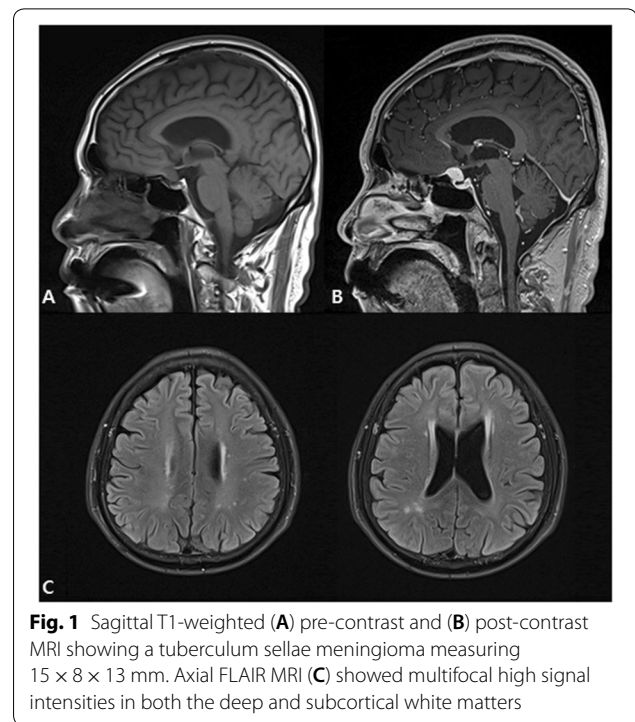 A
B
C
Fig. 1 Sagittal T1-weighted (A) pre-contrast and (B) post-contrast
MRI showing a tuberculum sellae meningioma measuring
15 × 8 × 13 mm. Axial FLAIR MRI (C) showed multifocal high signal
intensities in both the deep and subcortical white matters